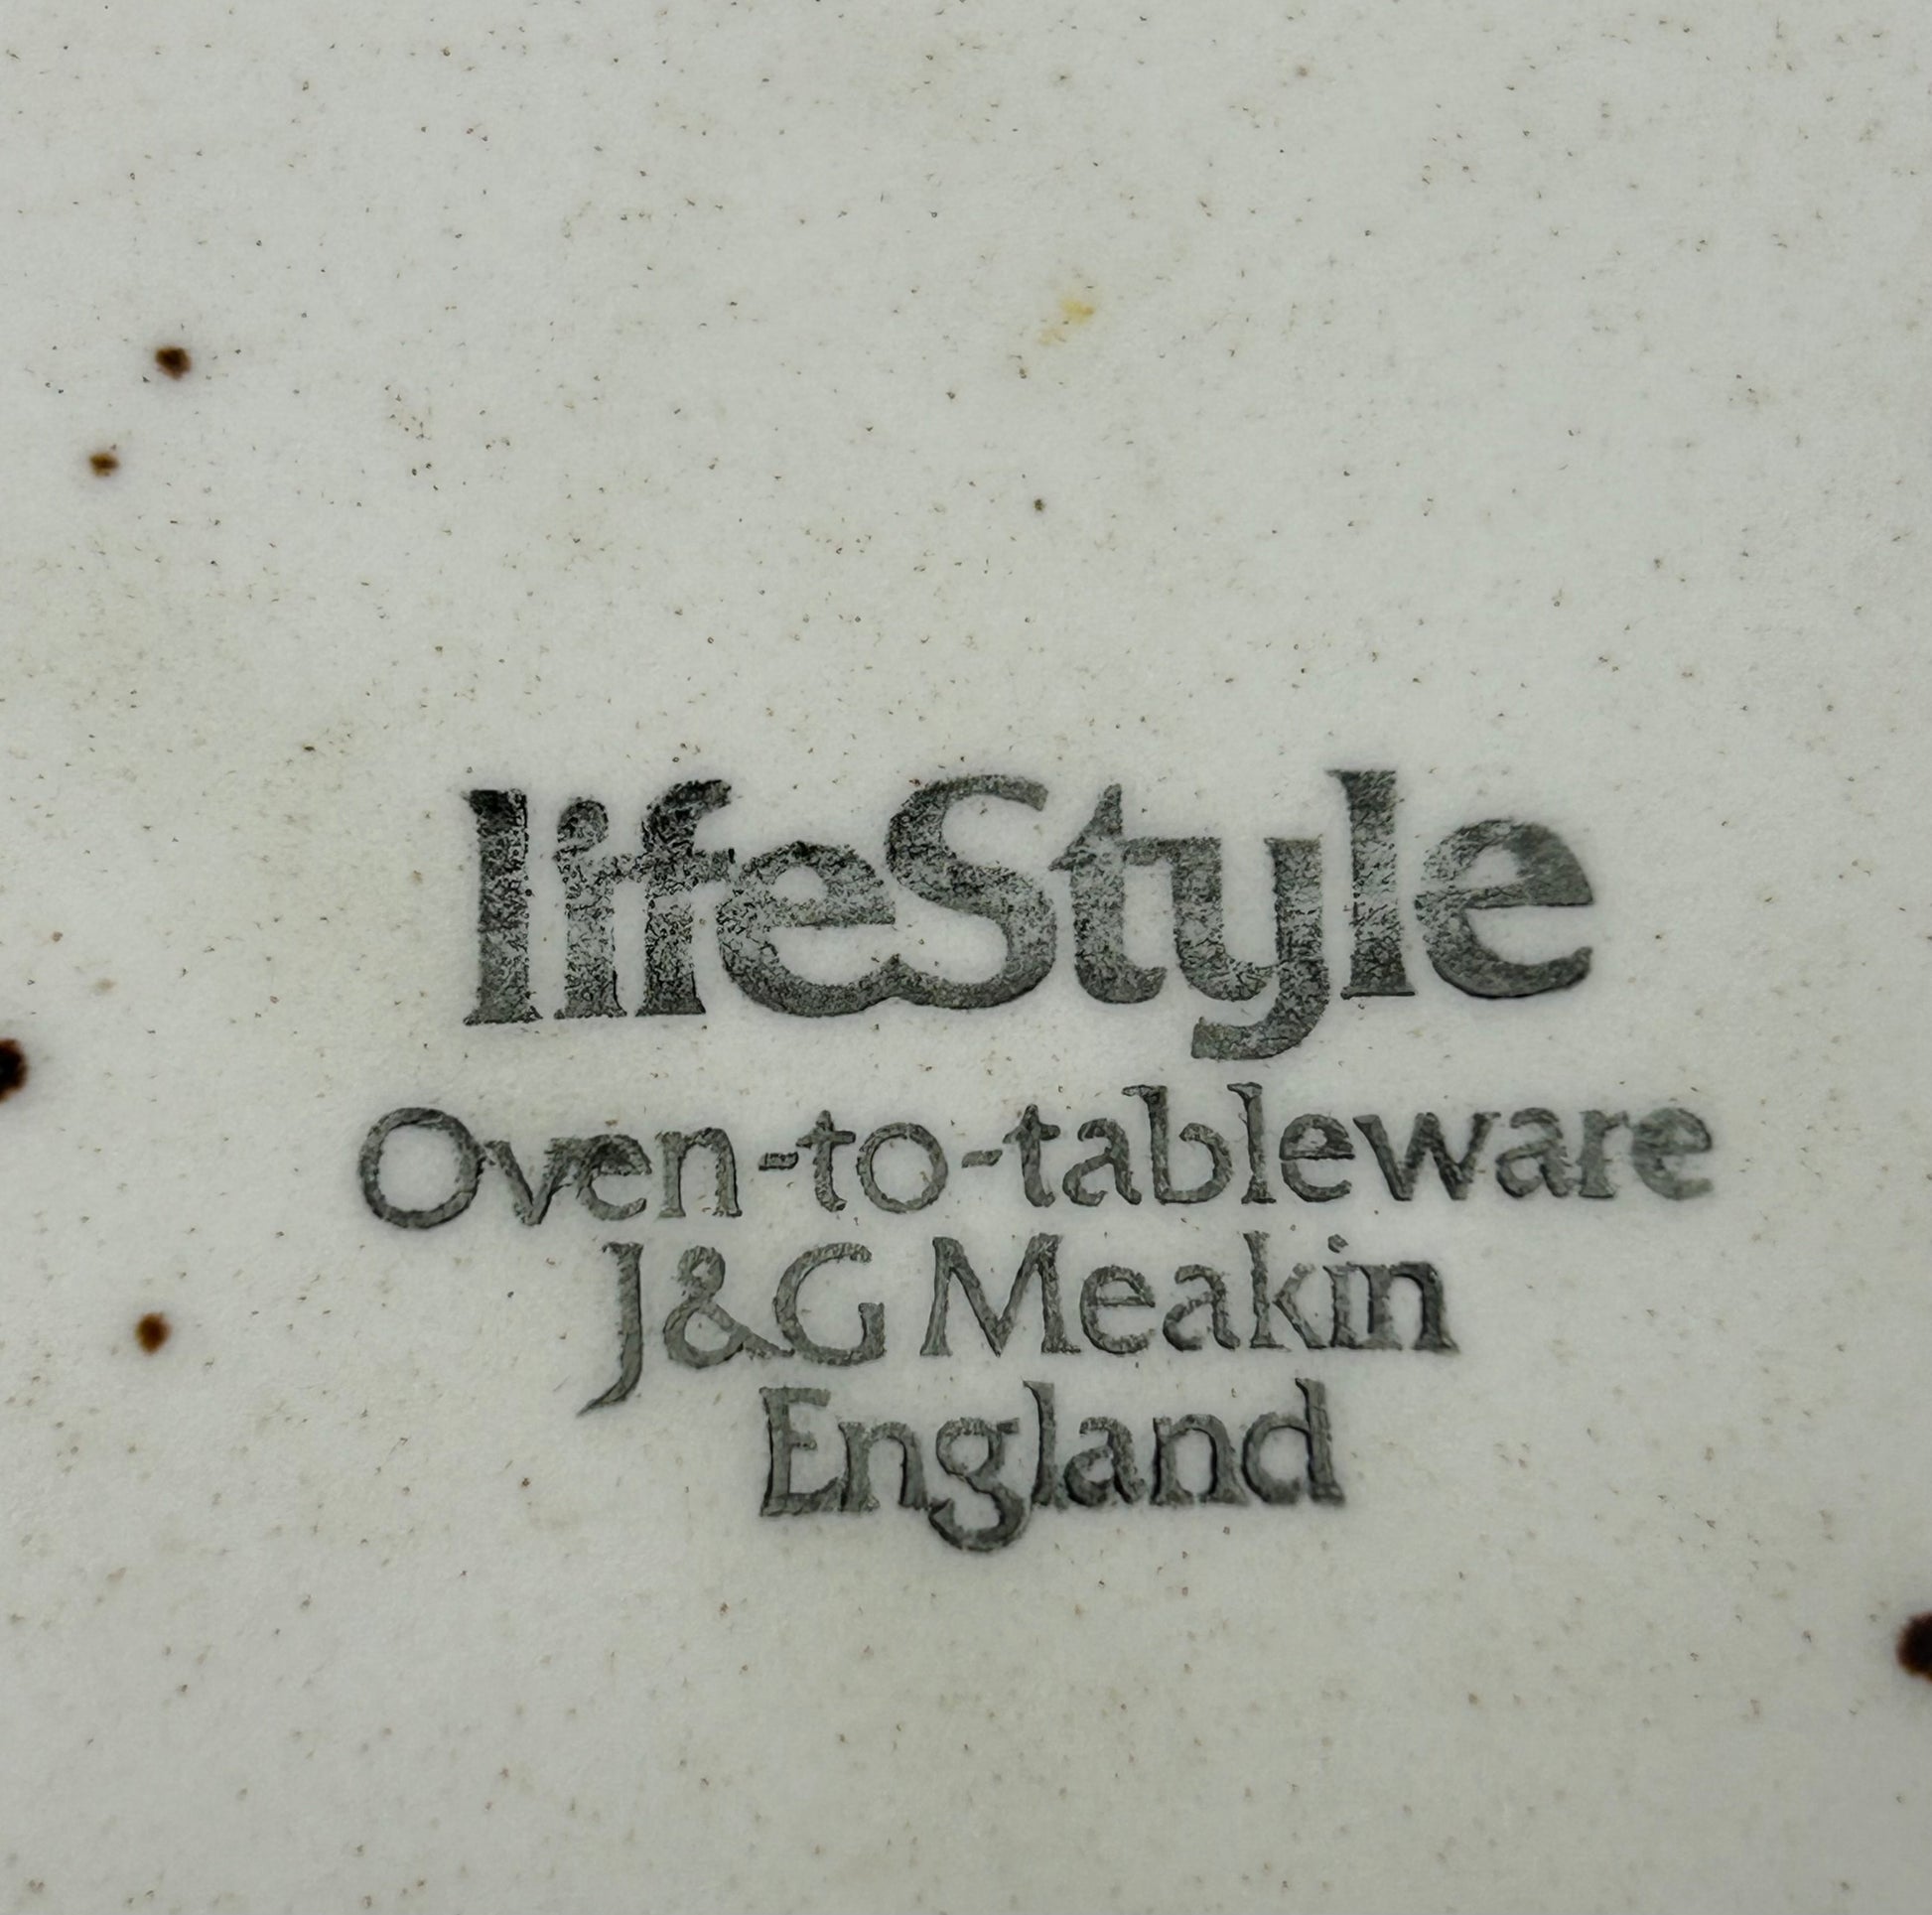 lifeStyle
Oven-to-tableware
J&G Meakin
England